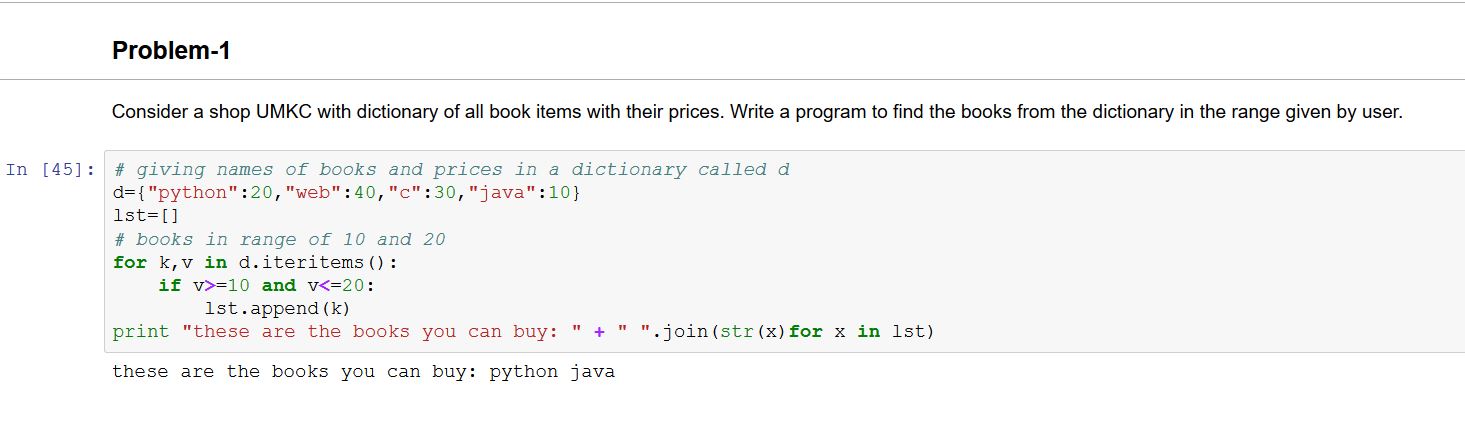 Problem-1
Consider a shop UMKC with dictionary of all book items with their prices. Write a program to find the books from the dictionary in the range given by user.
In [45]: # giving names of books and prices in a dictionary called d
d={"python":20,"web":40,"c":30,"java":10}
lst=[]
# books in range of 10 and 20
for k,v in d.iteritems():
    if v>=10 and v<=20:
        lst.append(k)
print "these are the books you can buy: " + " ".join(str(x)for x in lst)
these are the books you can buy: python java